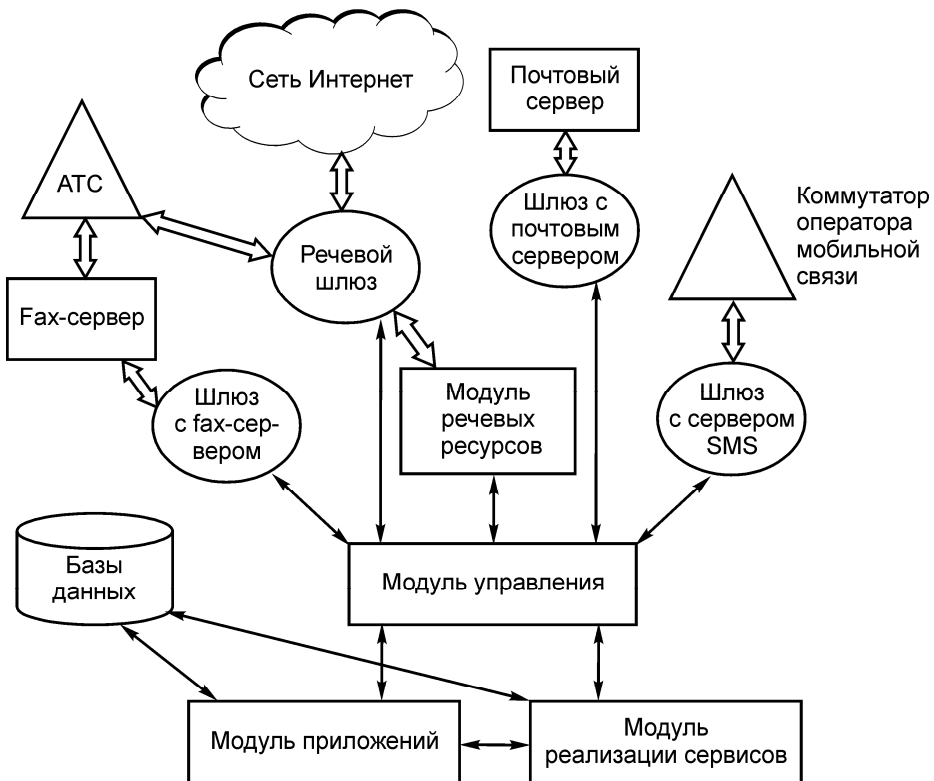 Сеть Интернет
Почтовый
сервер
АТС
Шлюз с
почтовым
сервером
Коммутатор
оператора
мобильной
связи
Речевой
шлюз
Fax-сервер
Шлюз
с fax-сер-
вером
Модуль
речевых
ресурсов
Шлюз
с сервером
SMS
Базы
данных
Модуль управления
Модуль приложений
Модуль
реализации сервисов